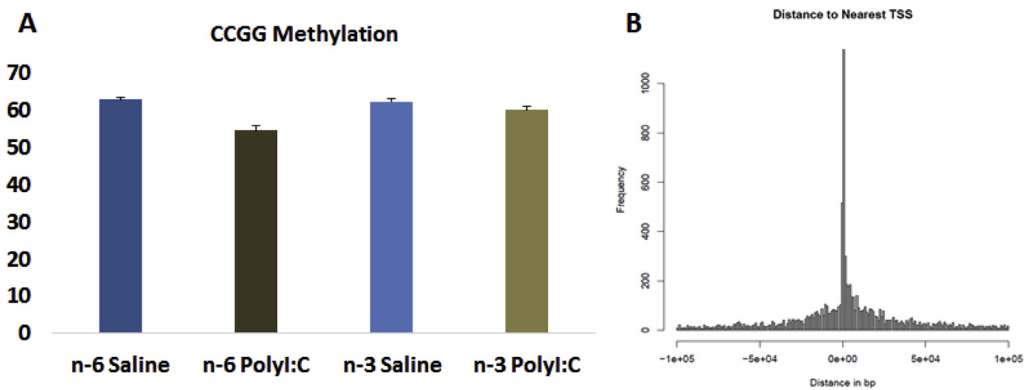 A
CCGG Methylation
70
60
50
40
30
20
10
0
n-6 Saline
n-6 PolyI:C
n-3 Saline
n-3 PolyI:C
B
Distance to Nearest TSS
Frequency
1000
800
600
400
200
0
−1e+05
−5e+04
0e+00
5e+04
1e+05
Distance in bp